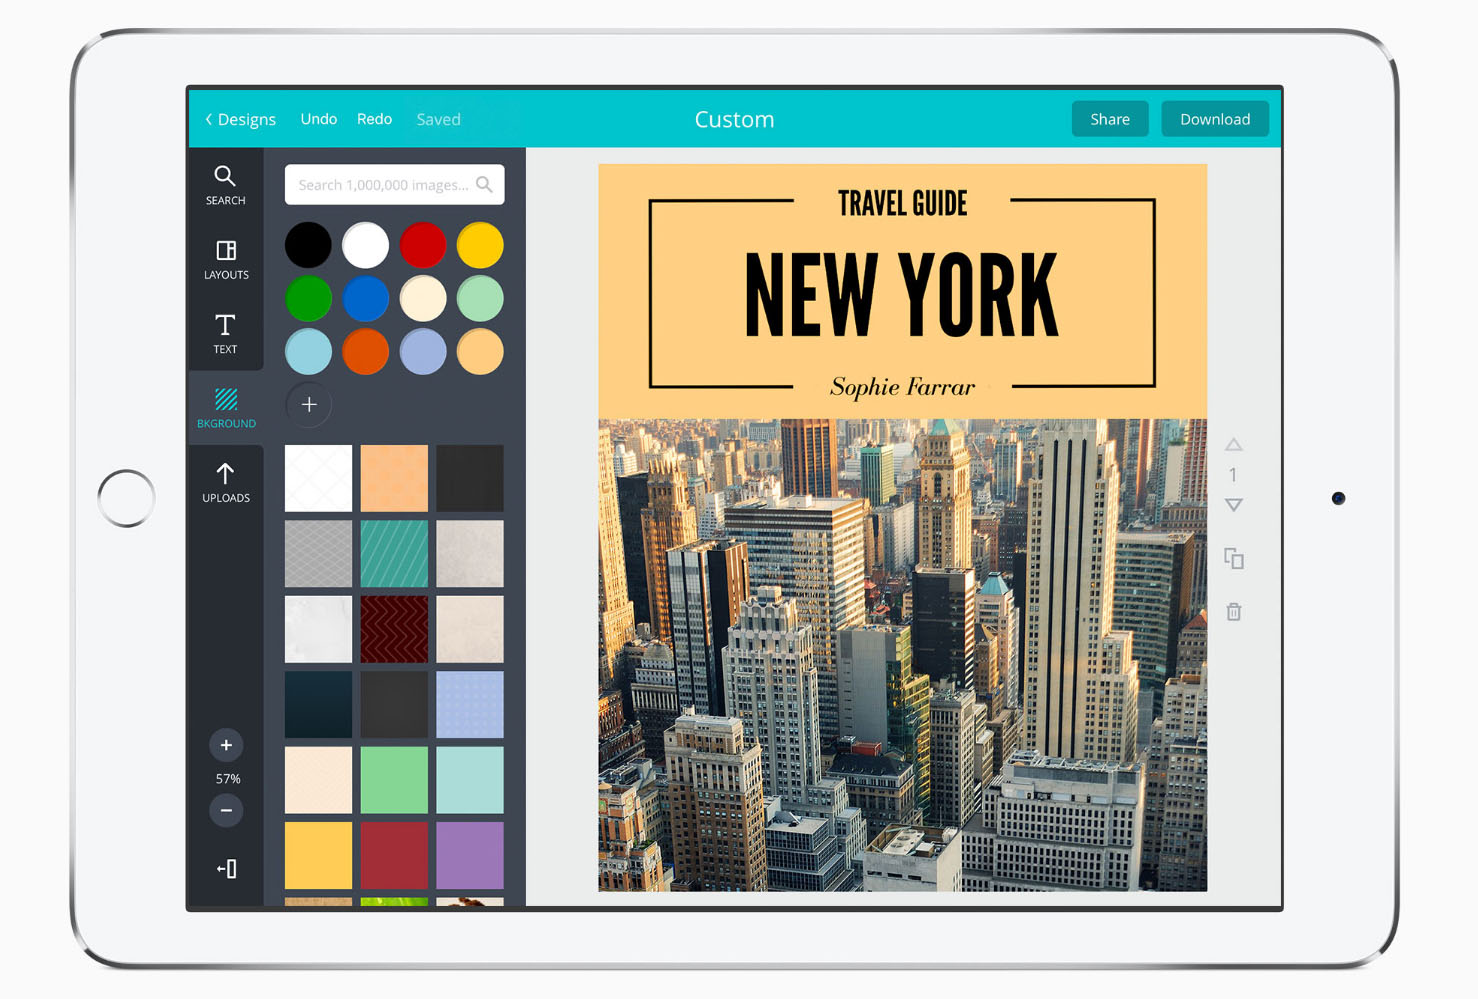 Designs Undo Redo Saved Custom Share Download
SEARCH
LAYOUTS
TEXT
BKGROUND
UPLOADS
57%
Search 1,000,000 images...
TRAVEL GUIDE
NEW YORK
Sophie Farrar
1